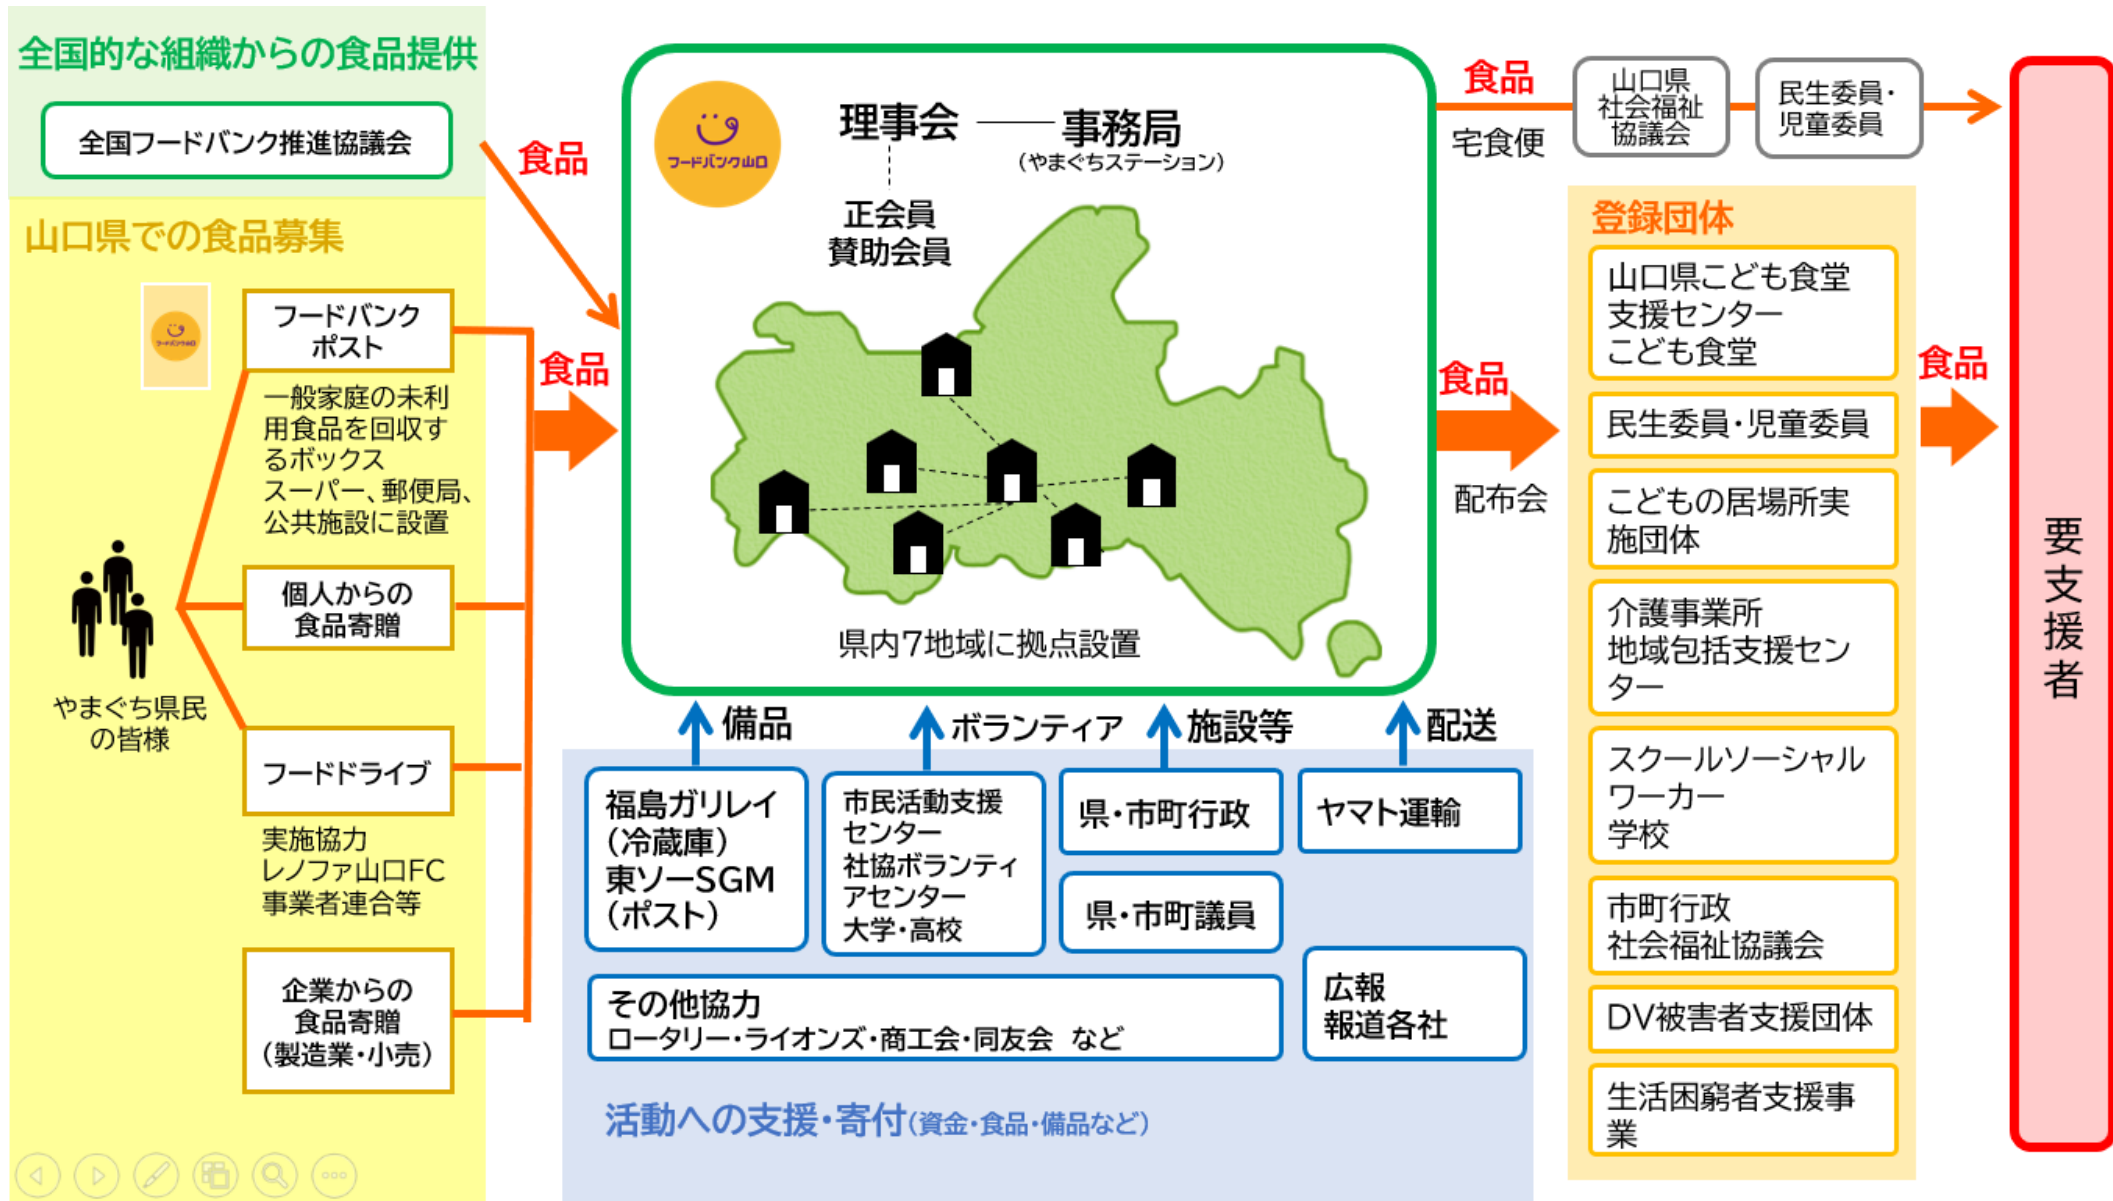 全国的な組織からの食品提供
全国フードバンク推進協議会
食品
山口県での食品募集
フードバンク山口
フードバンク
ポスト
一般家庭の未利
用食品を回収す
るボックス
スーパー、郵便局、
公共施設に設置
個人からの
食品寄贈
やまぐち県民
の皆様
フードドライブ
実施協力
レノファ山口FC
事業者連合等
企業からの
食品寄贈
（製造業・小売）
食品
フードバンク山口
理事会
事務局
（やまぐちステーション）
正会員
賛助会員
県内7地域に拠点設置
備品
ボランティア
施設等
配送
福島ガリレイ
（冷蔵庫）
東ソーSGM
（ポスト）
市民活動支援
センター
社協ボランティ
アセンター
大学・高校
県・市町行政
県・市町議員
ヤマト運輸
その他協力
ロータリー・ライオンズ・商工会・同友会 など
広報
報道各社
活動への支援・寄付（資金・食品・備品など）
食品
宅食便
山口県
社会福祉
協議会
民生委員・
児童委員
食品
配布会
登録団体
山口県こども食堂
支援センター
こども食堂
民生委員・児童委員
こどもの居場所実
施団体
介護事業所
地域包括支援セン
ター
スクールソーシャル
ワーカー
学校
市町行政
社会福祉協議会
DV被害者支援団体
生活困窮者支援事
業
食品
要支援者